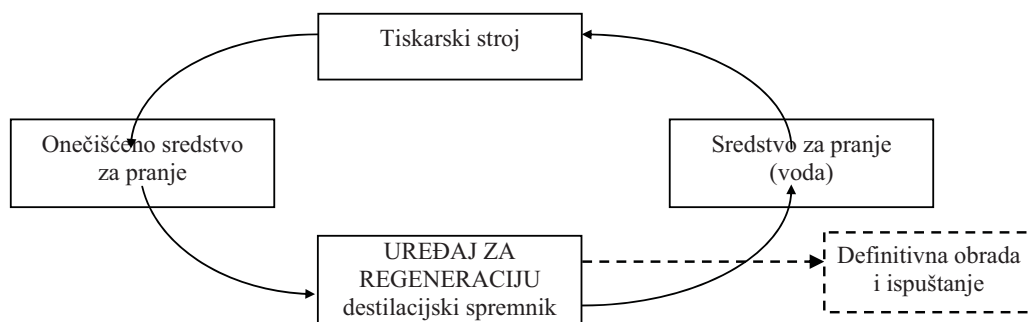 Tiskarski stroj
Onečišćeno sredstvo
za pranje
Sredstvo za pranje
(voda)
UREĐAJ ZA
REGENERACIJU
destilacijski spremnik
Definitivna obrada
i ispuštanje